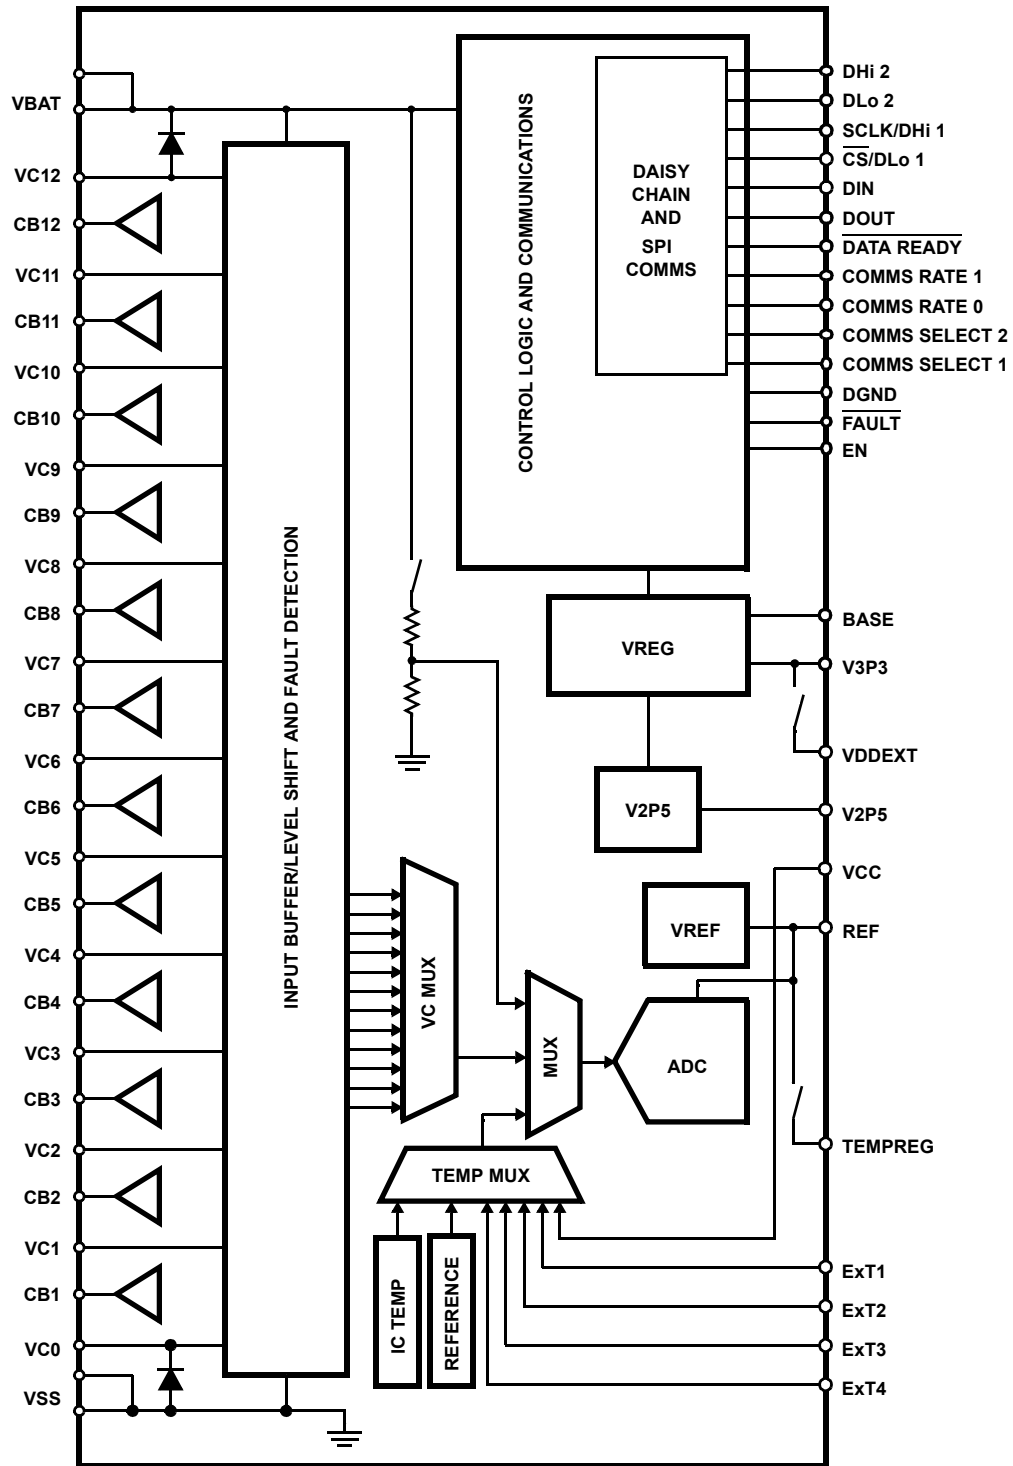 VBAT
VC12
CB12
VC11
CB11
VC10
CB10
VC9
CB9
VC8
CB8
VC7
CB7
VC6
CB6
VC5
CB5
VC4
CB4
VC3
CB3
VC2
CB2
VC1
CB1
VC0
VSS
INPUT BUFFER/LEVEL SHIFT AND FAULT DETECTION
CONTROL LOGIC AND COMMUNICATIONS
DAISY
CHAIN
AND
SPI
COMMS
VREG
V2P5
VREF
VC MUX
MUX
ADC
TEMP MUX
IC TEMP
REFERENCE
DHi 2
DLo 2
SCLK/DHi 1
CS/DLo 1
DIN
DOUT
DATA READY
COMMS RATE 1
COMMS RATE 0
COMMS SELECT 2
COMMS SELECT 1
DGND
FAULT
EN
BASE
V3P3
VDDEXT
V2P5
VCC
REF
TEMPREG
ExT1
ExT2
ExT3
ExT4